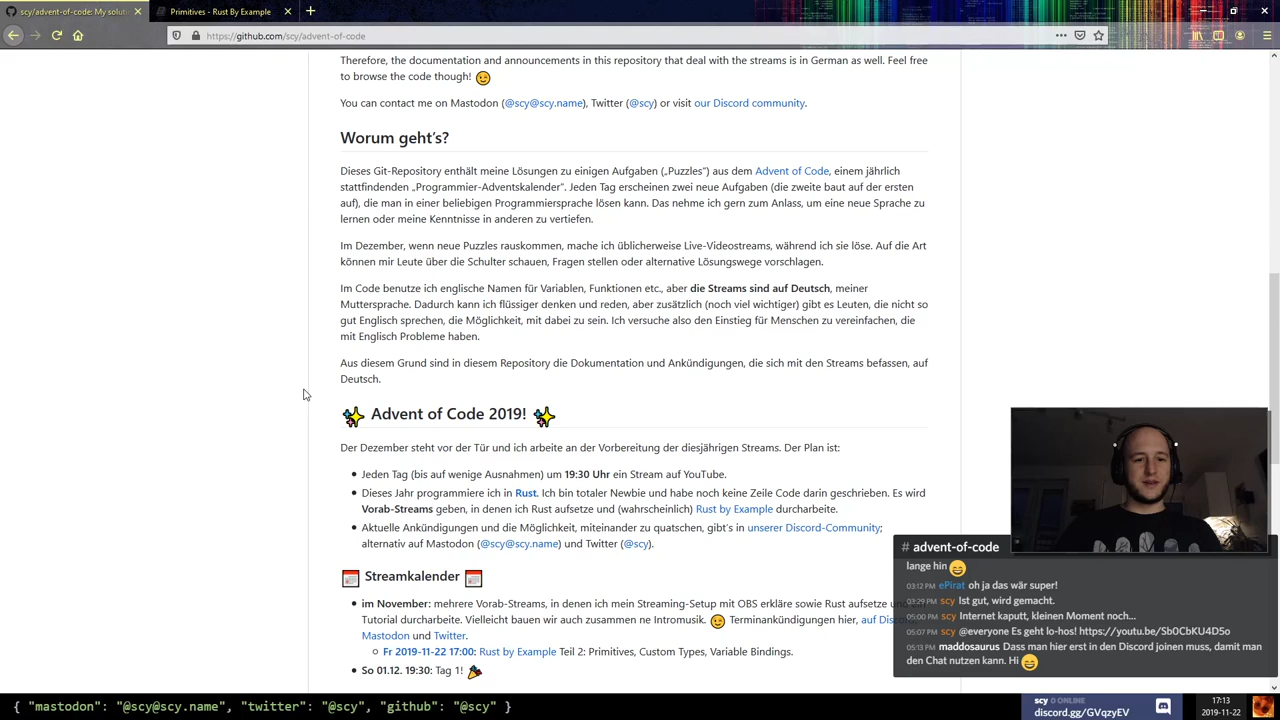 scy/advent-of-code: My soluti
Primitives - Rust By Example
https://github.com/scy/advent-of-code
Therefore, the documentation and announcements in this repository that deal with the streams is in German as well. Feel free
to browse the code though! 😉
You can contact me on Mastodon (@scy@scy.name), Twitter (@scy) or visit our Discord community.
Worum geht's?
Dieses Git-Repository enthält meine Lösungen zu einigen Aufgaben („Puzzles“) aus dem Advent of Code, einem jährlich
stattfindenden „Programmier-Adventskalender“. Jeden Tag erscheinen zwei neue Aufgaben (die zweite baut auf der ersten
auf), die man in einer beliebigen Programmiersprache lösen kann. Das nehme ich gern zum Anlass, um eine neue Sprache zu
lernen oder meine Kenntnisse in anderen zu vertiefen.
Im Dezember, wenn neue Puzzles rauskommen, mache ich üblicherweise Live-Videostreams, während ich sie löse. Auf die Art
können mir Leute über die Schulter schauen, Fragen stellen oder alternative Lösungswege vorschlagen.
Im Code benutze ich englische Namen für Variablen, Funktionen etc., aber die Streams sind auf Deutsch, meiner
Muttersprache. Dadurch kann ich flüssiger denken und reden, aber zusätzlich (noch viel wichtiger) gibt es Leuten, die nicht so
gut Englisch sprechen, die Möglichkeit, mit dabei zu sein. Ich versuche also den Einstieg für Menschen zu vereinfachen, die
mit Englisch Probleme haben.
Aus diesem Grund sind in diesem Repository die Dokumentation und Ankündigungen, die sich mit den Streams befassen, auf
Deutsch.
✨ Advent of Code 2019! ✨
Der Dezember steht vor der Tür und ich arbeite an der Vorbereitung der diesjährigen Streams. Der Plan ist:
• Jeden Tag (bis auf wenige Ausnahmen) um 19:30 Uhr ein Stream auf YouTube.
• Dieses Jahr programmiere ich in Rust. Ich bin totaler Newbie und habe noch keine Zeile Code darin geschrieben. Es wird
Vorab-Streams geben, in denen ich Rust aufsetze und (wahrscheinlich) Rust by Example durcharbeite.
• Aktuelle Ankündigungen und die Möglichkeit, miteinander zu quatschen, gibt's in unserer Discord-Community;
alternativ auf Mastodon (@scy@scy.name) und Twitter (@scy).
📅 Streamkalender 📅
• im November: mehrere Vorab-Streams, in denen ich mein Streaming-Setup mit OBS erkläre sowie Rust aufsetze
Tutorial durcharbeite. Vielleicht bauen wir auch zusammen ne Intromusik. 😉 Terminankündigungen hier, auf
Mastodon und Twitter.
Fr 2019-11-22 17:00: Rust by Example Teil 2: Primitives, Custom Types, Variable Bindings.
• So 01.12. 19:30: Tag 1! 🎉
# advent-of-code
lange hin 😄
03:12 PM ePirat oh ja das wär super!
03:29 PM scy Ist gut, wird gemacht.
05:00 PM scy Internet kaputt, kleinen Moment noch...
05:07 PM scy @everyone Es geht lo-hos! https://youtu.be/Sb0CbKU4D5o
05:13 PM maddosaurus Dass man hier erst in den Discord joinen muss, damit man
den Chat nutzen kann. Hi 😄
{ "mastodon": "@scy@scy.name", "twitter": "@scy", "github": "@scy" }
scy 0 ONLINE
discord.gg/GVqzyEV
17:13
2019-11-22